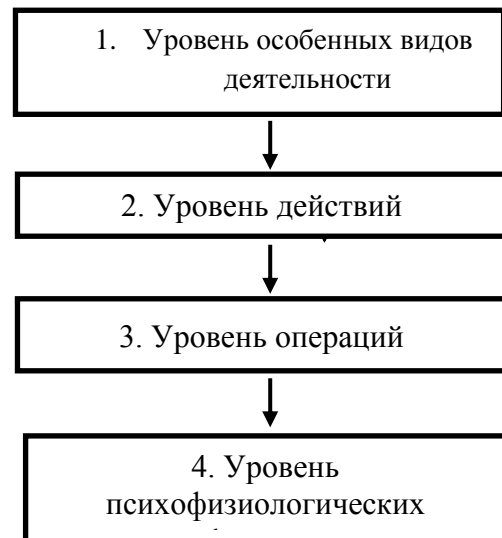 1. Уровень особенных видов
деятельности
2. Уровень действий
3. Уровень операций
4. Уровень
психофизиологических